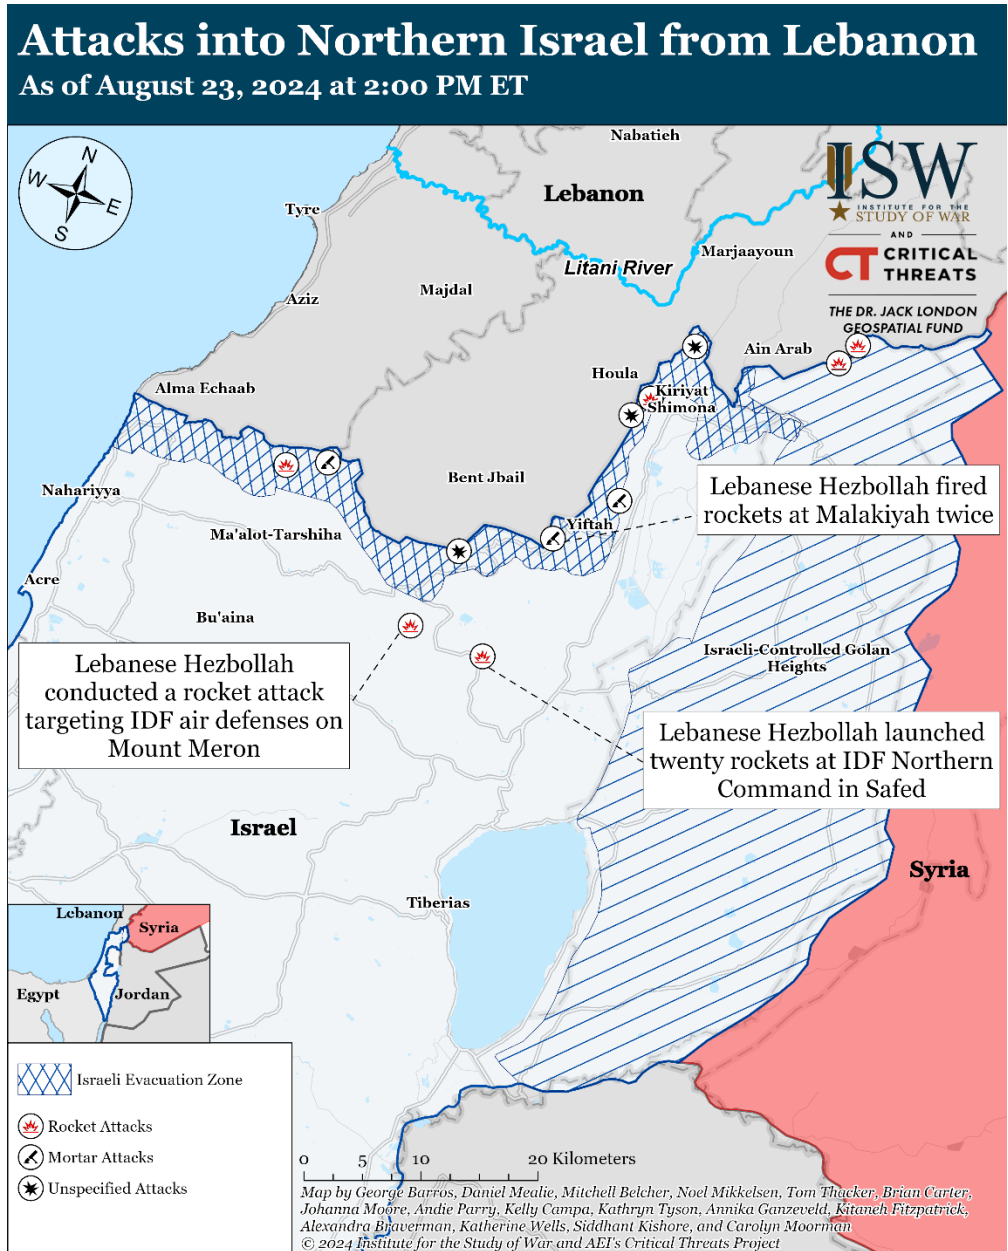 Attacks into Northern Israel from Lebanon
As of August 23, 2024 at 2:00 PM ET
N
W
E
S
Nabatieh
Lebanon
ISW
INSTITUTE FOR THE
STUDY OF WAR
AND
CT CRITICAL
THREATS
THE DR. JACK LONDON
GEOSPATIAL FUND
Tyre
Marjaayoun
Litani River
Aziz
Majdal
Ain Arab
Houla
Alma Echaab
Kiriyat
Shimona
Bent Jbail
Nahariyya
Lebanese Hezbollah fired
rockets at Malakiyah twice
Yiftah
Ma'alot-Tarshiha
Acre
Bu'aina
Israeli-Controlled Golan
Heights
Lebanese Hezbollah
conducted a rocket attack
targeting IDF air defenses on
Mount Meron
Lebanese Hezbollah launched
twenty rockets at IDF Northern
Command in Safed
Israel
Syria
Tiberias
Lebanon
Syria
Egypt
Jordan
Israeli Evacuation Zone
Rocket Attacks
Mortar Attacks
Unspecified Attacks
0 5 10 20 Kilometers
Map by George Barros, Daniel Mealie, Mitchell Belcher, Noel Mikkelsen, Tom Thacker, Brian Carter,
Johanna Moore, Andie Parry, Kelly Campa, Kathryn Tyson, Annika Ganzeveld, Kitaneh Fitzpatrick,
Alexandra Braverman, Katherine Wells, Siddhant Kishore, and Carolyn Moorman
© 2024 Institute for the Study of War and AEI's Critical Threats Project